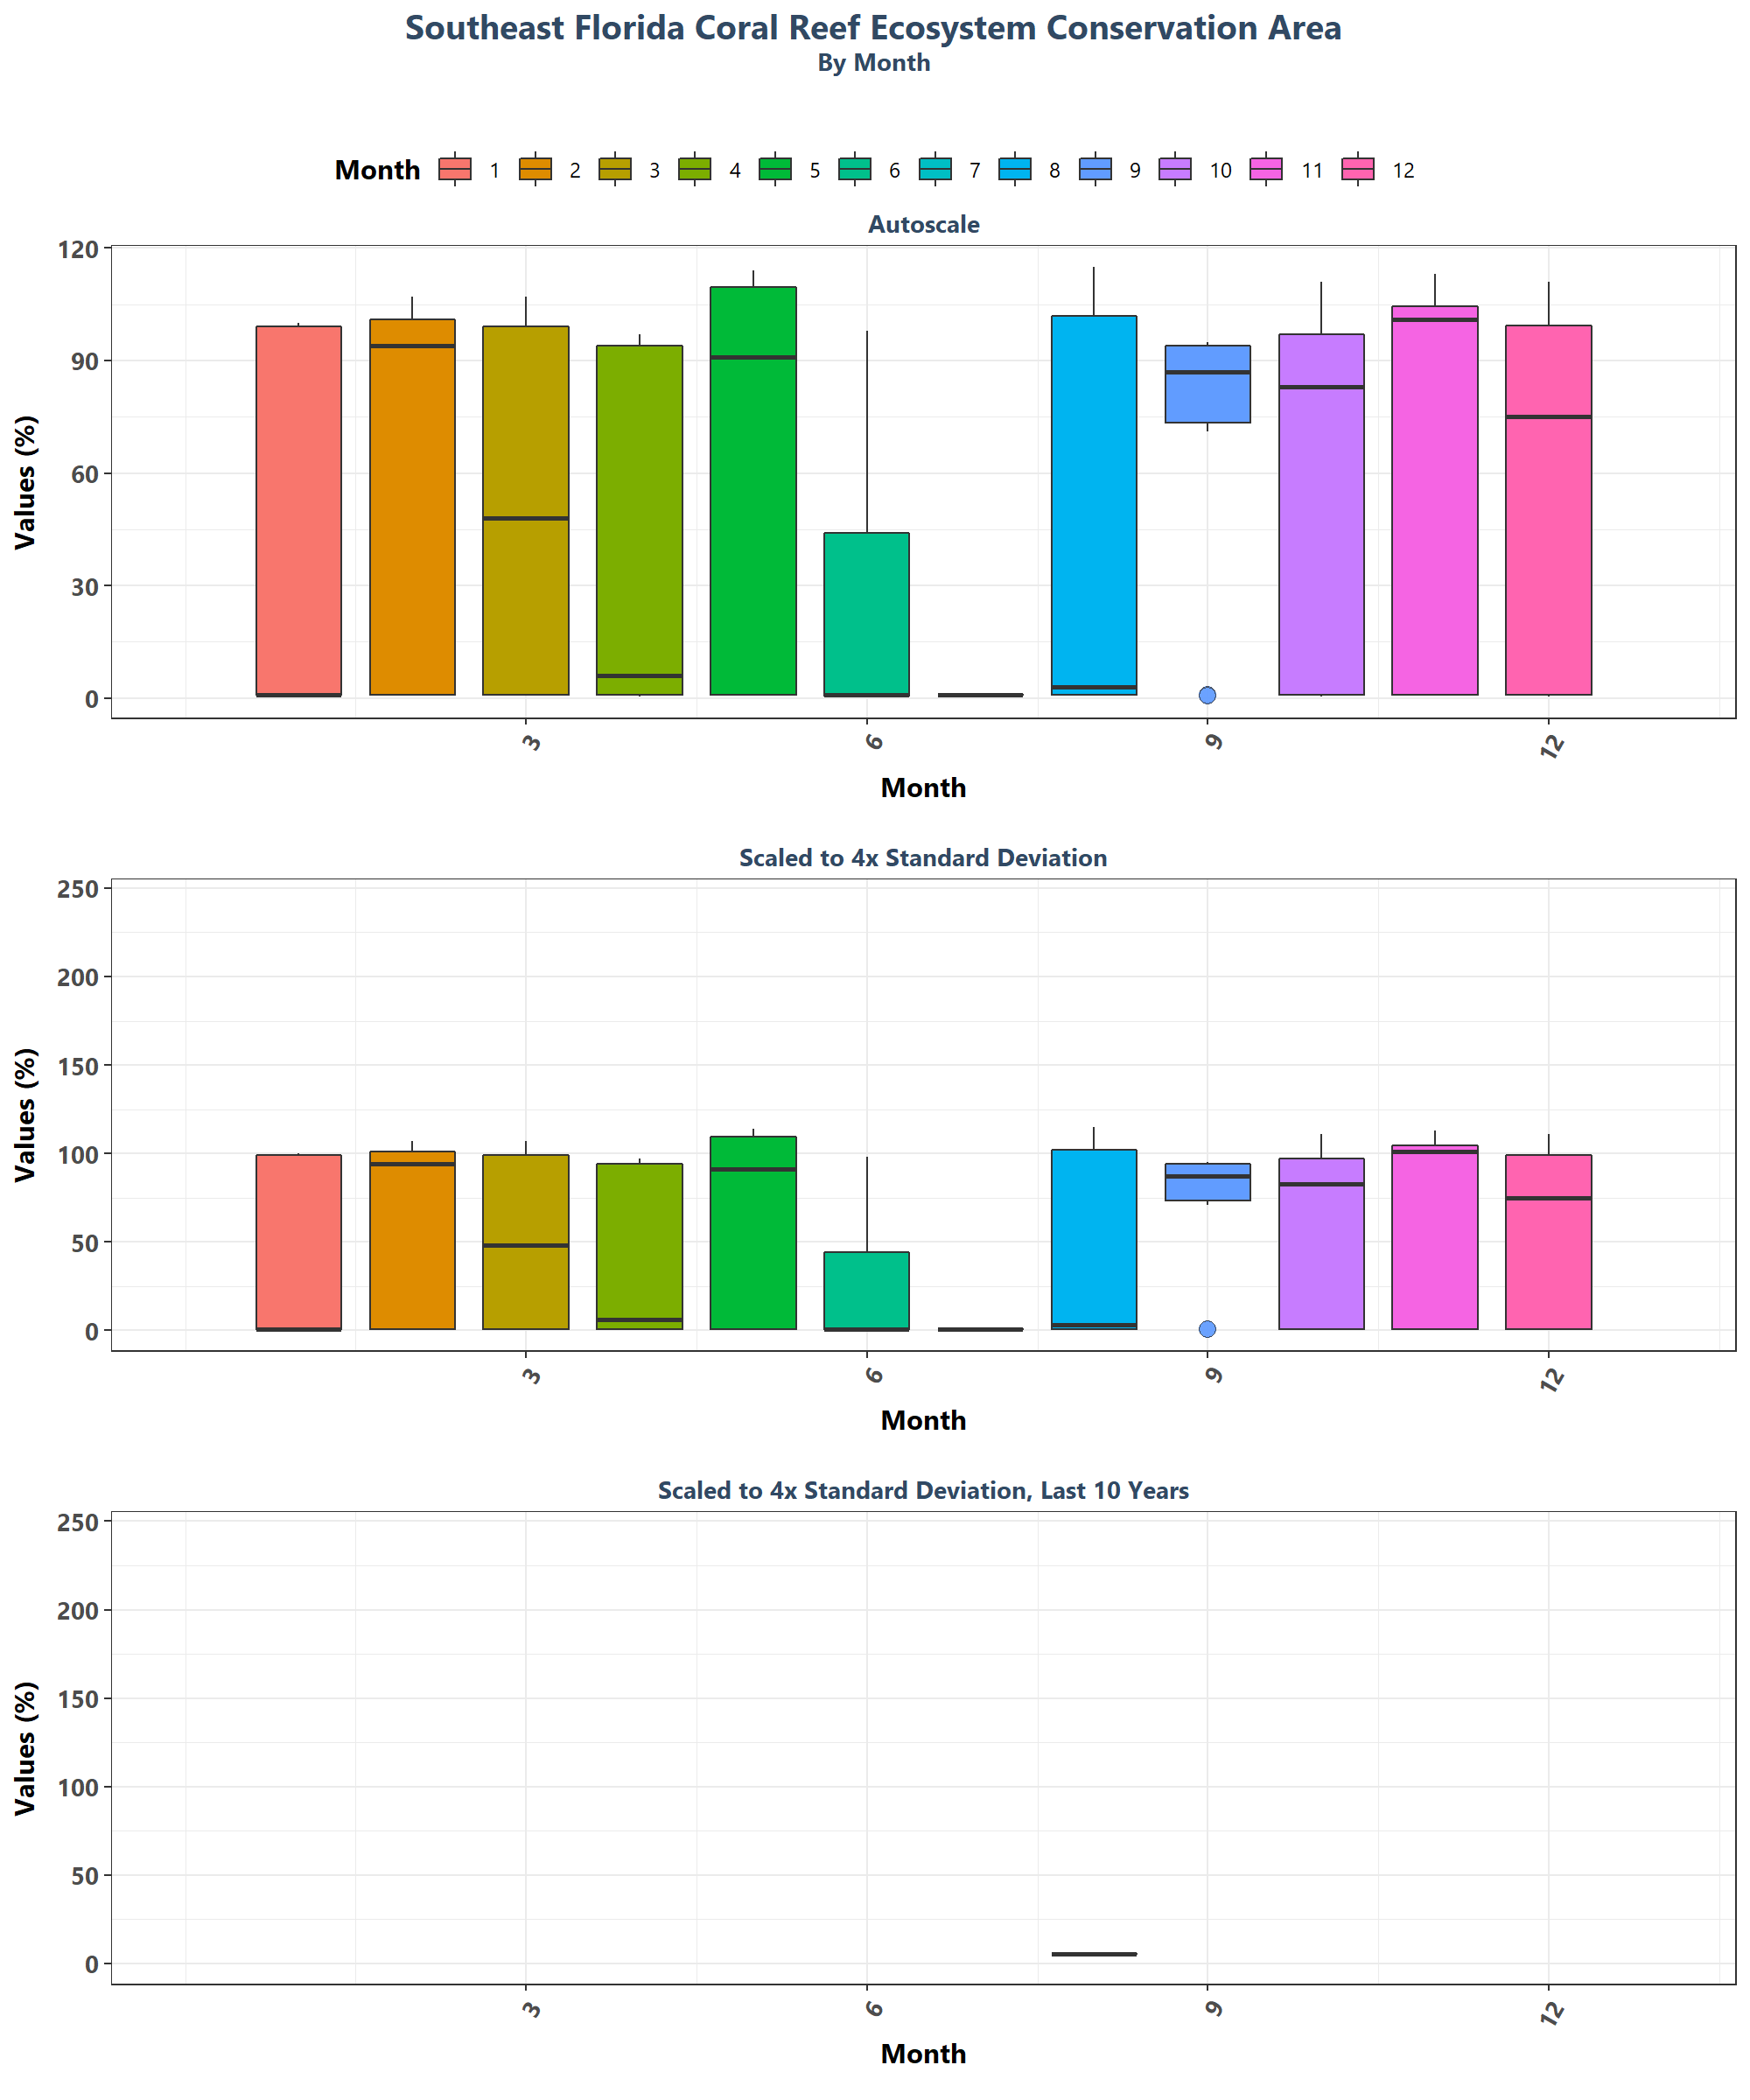 Southeast Florida Coral Reef Ecosystem Conservation Area
By Month
Month 1 2 3 4 5 6 7 8 9 10 11 12
Autoscale
120
90
60
30
0
Values (%)
3 6 9 12
Month
Scaled to 4x Standard Deviation
250
200
150
100
50
0
Values (%)
3 6 9 12
Month
Scaled to 4x Standard Deviation, Last 10 Years
250
200
150
100
50
0
Values (%)
3 6 9 12
Month